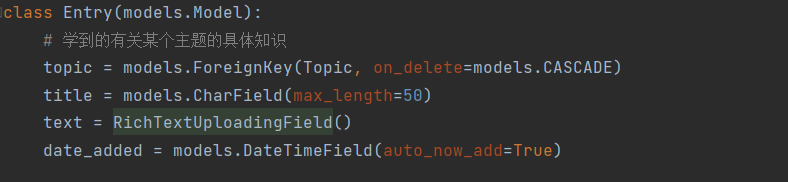 class Entry(models.Model):
# 学到的有关某个主题的具体知识
topic = models.ForeignKey(Topic, on_delete=models.CASCADE)
title = models.CharField(max_length=50)
text = RichTextUploadingField()
date_added = models.DateTimeField(auto_now_add=True)